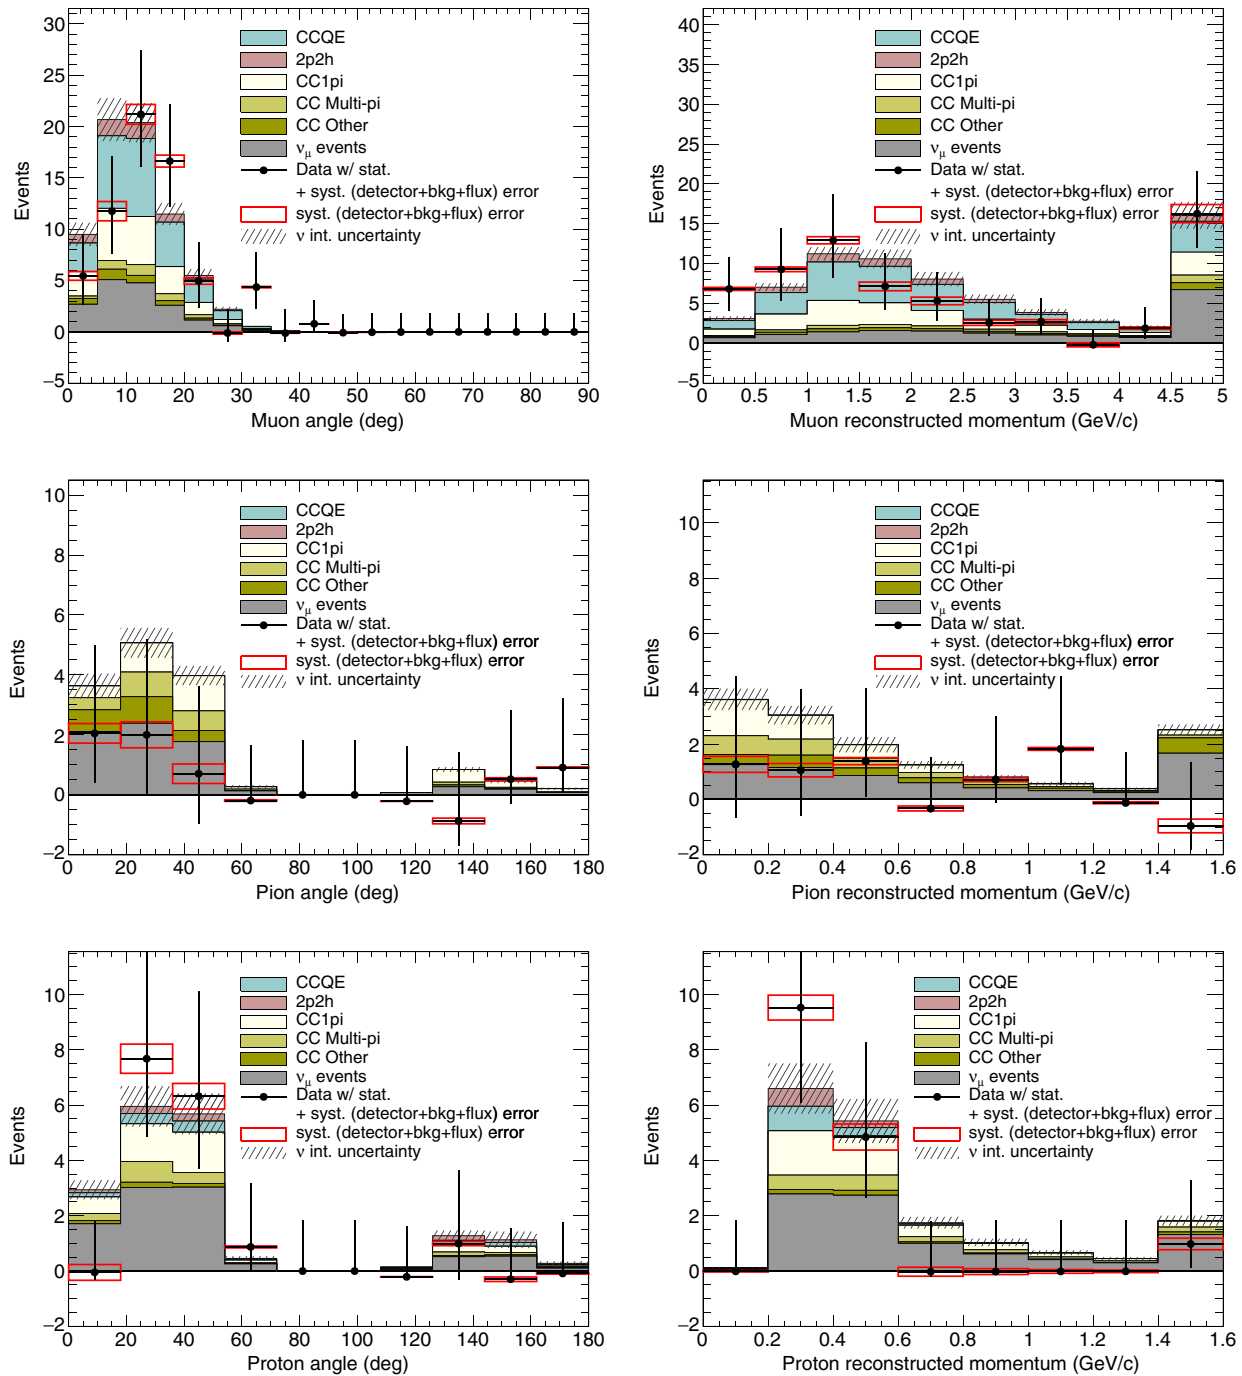 30
25
20
15
10
5
0
−5
Events
CCQE
2p2h
CC1pi
CC Multi-pi
CC Other
νμ events
Data w/ stat.
+ syst. (detector+bkg+flux) error
syst. (detector+bkg+flux) error
ν int. uncertainty
0 10 20 30 40 50 60 70 80 90
Muon angle (deg)
40
35
30
25
20
15
10
5
0
−5
Events
CCQE
2p2h
CC1pi
CC Multi-pi
CC Other
νμ events
Data w/ stat.
+ syst. (detector+bkg+flux) error
syst. (detector+bkg+flux) error
ν int. uncertainty
0 0.5 1 1.5 2 2.5 3 3.5 4 4.5 5
Muon reconstructed momentum (GeV/c)
10
8
6
4
2
0
−2
Events
CCQE
2p2h
CC1pi
CC Multi-pi
CC Other
νμ events
Data w/ stat.
+ syst. (detector+bkg+flux) error
syst. (detector+bkg+flux) error
ν int. uncertainty
0 20 40 60 80 100 120 140 160 180
Pion angle (deg)
10
8
6
4
2
0
−2
Events
CCQE
2p2h
CC1pi
CC Multi-pi
CC Other
νμ events
Data w/ stat.
+ syst. (detector+bkg+flux) error
syst. (detector+bkg+flux) error
ν int. uncertainty
0 0.2 0.4 0.6 0.8 1 1.2 1.4 1.6
Pion reconstructed momentum (GeV/c)
10
8
6
4
2
0
−2
Events
CCQE
2p2h
CC1pi
CC Multi-pi
CC Other
νμ events
Data w/ stat.
+ syst. (detector+bkg+flux) error
syst. (detector+bkg+flux) error
ν int. uncertainty
0 20 40 60 80 100 120 140 160 180
Proton angle (deg)
10
8
6
4
2
0
−2
Events
CCQE
2p2h
CC1pi
CC Multi-pi
CC Other
νμ events
Data w/ stat.
+ syst. (detector+bkg+flux) error
syst. (detector+bkg+flux) error
ν int. uncertainty
0 0.2 0.4 0.6 0.8 1 1.2 1.4 1.6
Proton reconstructed momentum (GeV/c)